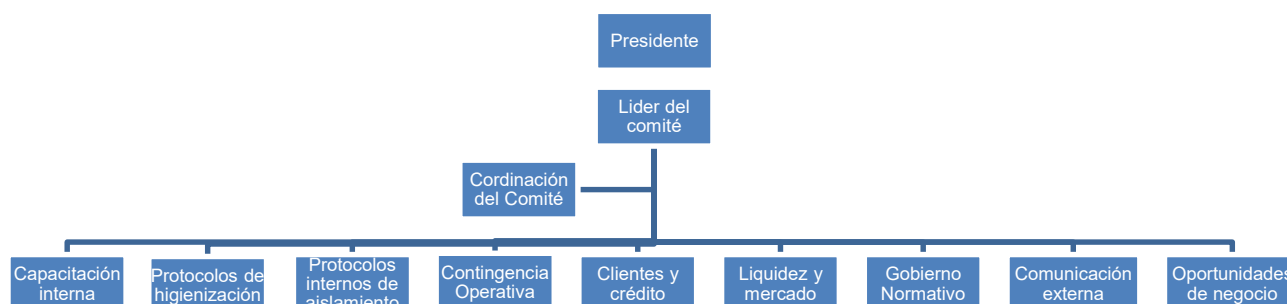 Presidente
Lider del
comité
Cordinación
del Comité
Capacitación
interna
Protocolos de
higienización
Protocolos
internos de
aislamiento
Contingencia
Operativa
Clientes y
crédito
Liquidez y
mercado
Gobierno
Normativo
Comunicación
externa
Oportunidades
de negocio